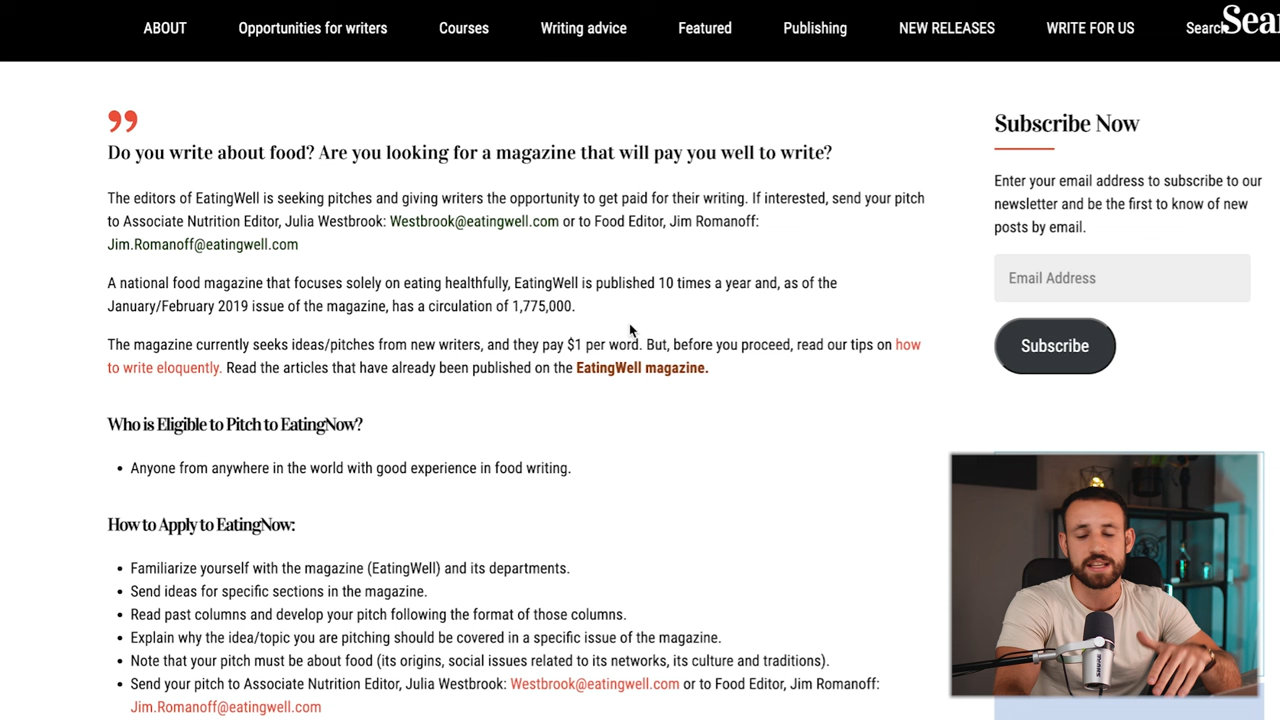 ABOUT Opportunities for writers Courses Writing advice Featured Publishing NEW RELEASES WRITE FOR US Search Sear
”
Do you write about food? Are you looking for a magazine that will pay you well to write?
The editors of EatingWell is seeking pitches and giving writers the opportunity to get paid for their writing. If interested, send your pitch
to Associate Nutrition Editor, Julia Westbrook: Westbrook@eatingwell.com or to Food Editor, Jim Romanoff:
Jim.Romanoff@eatingwell.com
A national food magazine that focuses solely on eating healthfully, EatingWell is published 10 times a year and, as of the
January/February 2019 issue of the magazine, has a circulation of 1,775,000.
The magazine currently seeks ideas/pitches from new writers, and they pay $1 per word. But, before you proceed, read our tips on how
to write eloquently. Read the articles that have already been published on the EatingWell magazine.
Who is Eligible to Pitch to EatingNow?
• Anyone from anywhere in the world with good experience in food writing.
How to Apply to EatingNow:
• Familiarize yourself with the magazine (EatingWell) and its departments.
• Send ideas for specific sections in the magazine.
• Read past columns and develop your pitch following the format of those columns.
• Explain why the idea/topic you are pitching should be covered in a specific issue of the magazine.
• Note that your pitch must be about food (its origins, social issues related to its networks, its culture and traditions).
• Send your pitch to Associate Nutrition Editor, Julia Westbrook: Westbrook@eatingwell.com or to Food Editor, Jim Romanoff:
Jim.Romanoff@eatingwell.com
Subscribe Now
Enter your email address to subscribe to our
newsletter and be the first to know of new
posts by email.
Email Address
Subscribe
SHURE